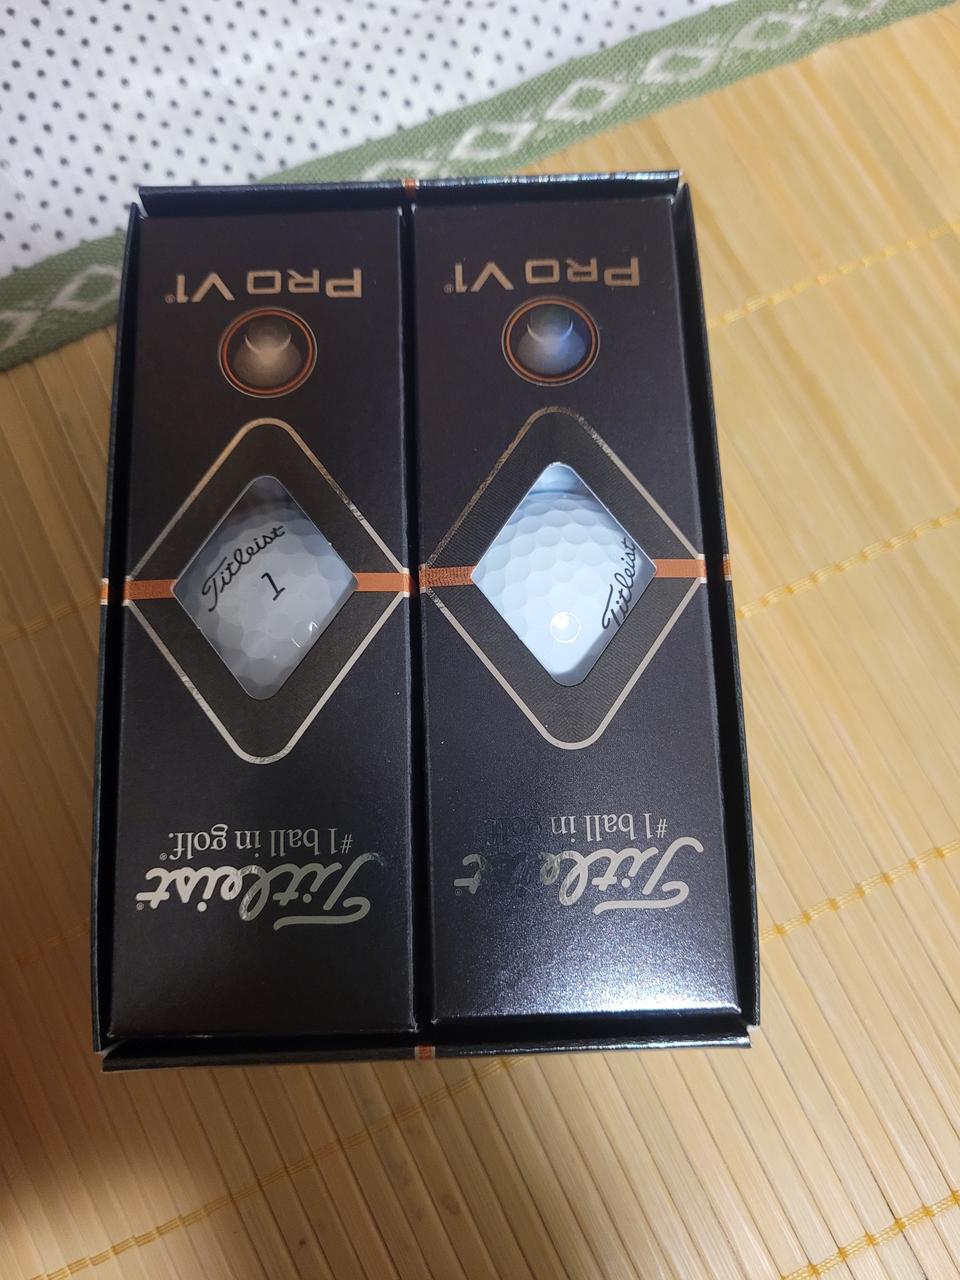 PRO V1®
Titleist
1
Titleist®
#1 ball in golf.®
PRO V1®
Titleist
Titleist
#1 ball in golf